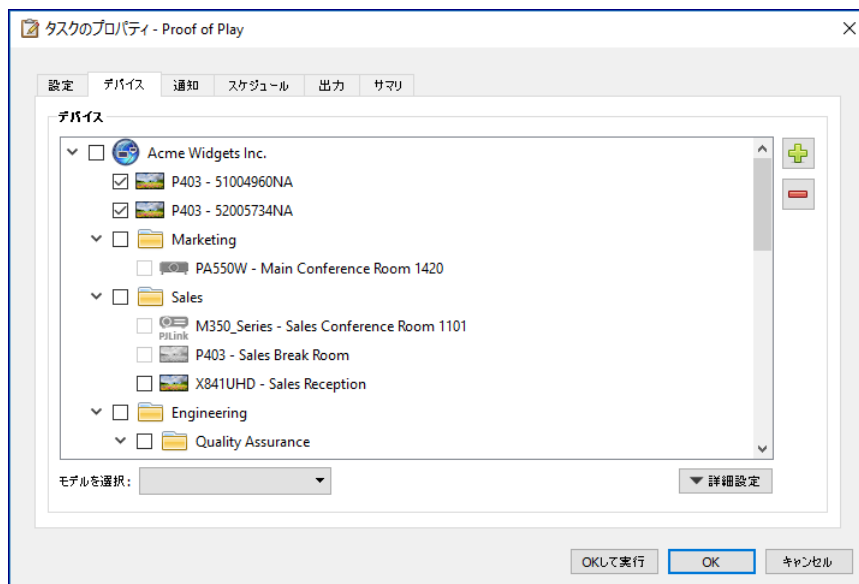 タスクのプロパティ - Proof of Play
設定 デバイス 通知 スケジュール 出力 サマリ
デバイス
Acme Widgets Inc.
P403 - 51004960NA
P403 - 52005734NA
Marketing
PA550W - Main Conference Room 1420
Sales
PJLink M350_Series - Sales Conference Room 1101
P403 - Sales Break Room
X841UHD - Sales Reception
Engineering
Quality Assurance
モデルを選択: 詳細設定
OKして実行 OK キャンセル